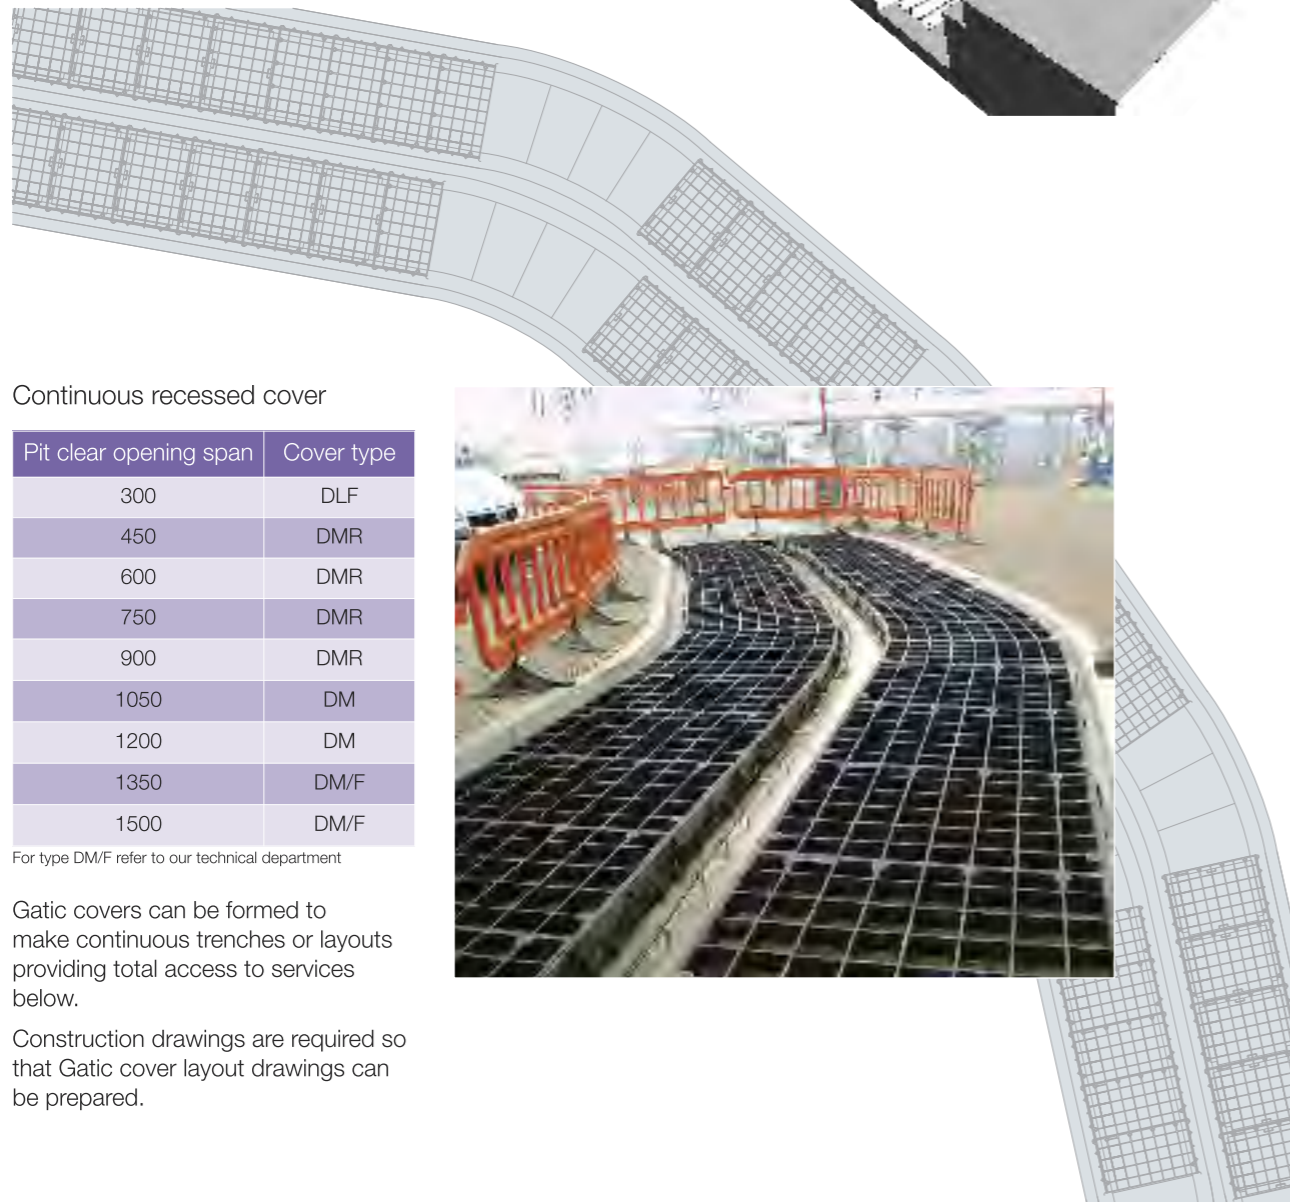 Continuous recessed cover
Pit clear opening span Cover type
300 DLF
450 DMR
600 DMR
750 DMR
900 DMR
1050 DM
1200 DM
1350 DM/F
1500 DM/F
For type DM/F refer to our technical department
Gatic covers can be formed to
make continuous trenches or layouts
providing total access to services
below.
Construction drawings are required so
that Gatic cover layout drawings can
be prepared.